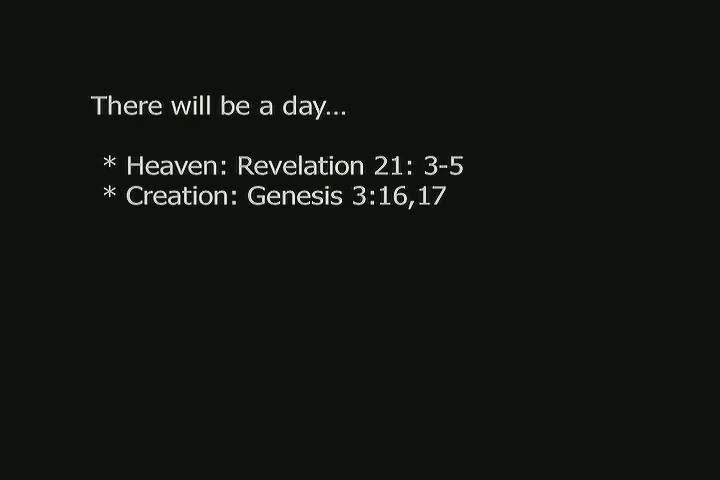 There will be a day...
* Heaven: Revelation 21: 3-5
* Creation: Genesis 3:16,17